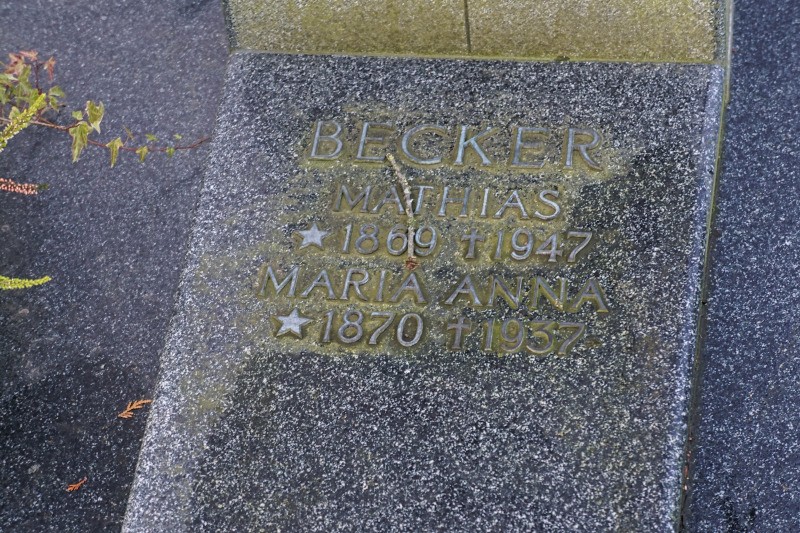 BECKER
MATHIAS
★ 1869 † 1947
MARIA ANNA
★ 1870 † 1937